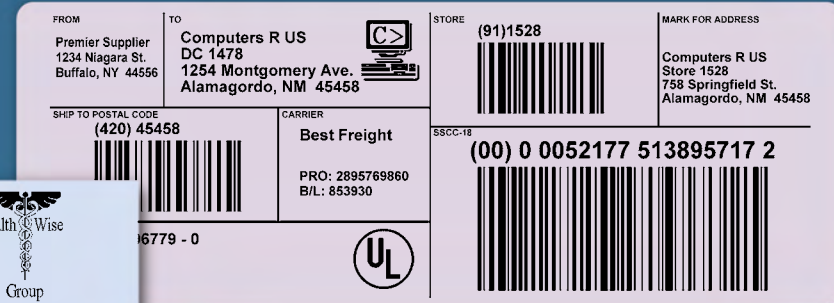 FROM
Premier Supplier
1234 Niagara St.
Buffalo, NY 44556
TO
Computers R US
DC 1478
1254 Montgomery Ave.
Alamagordo, NM 45458
C>
STORE
(91)1528
MARK FOR ADDRESS
Computers R US
Store 1528
758 Springfield St.
Alamagordo, NM 45458
SHIP TO POSTAL CODE
(420) 45458
CARRIER
Best Freight
PRO: 2895769860
B/L: 853930
SSCC-18
(00) 0 0052177 513895717 2
6779 - 0
UL
Wise
Group